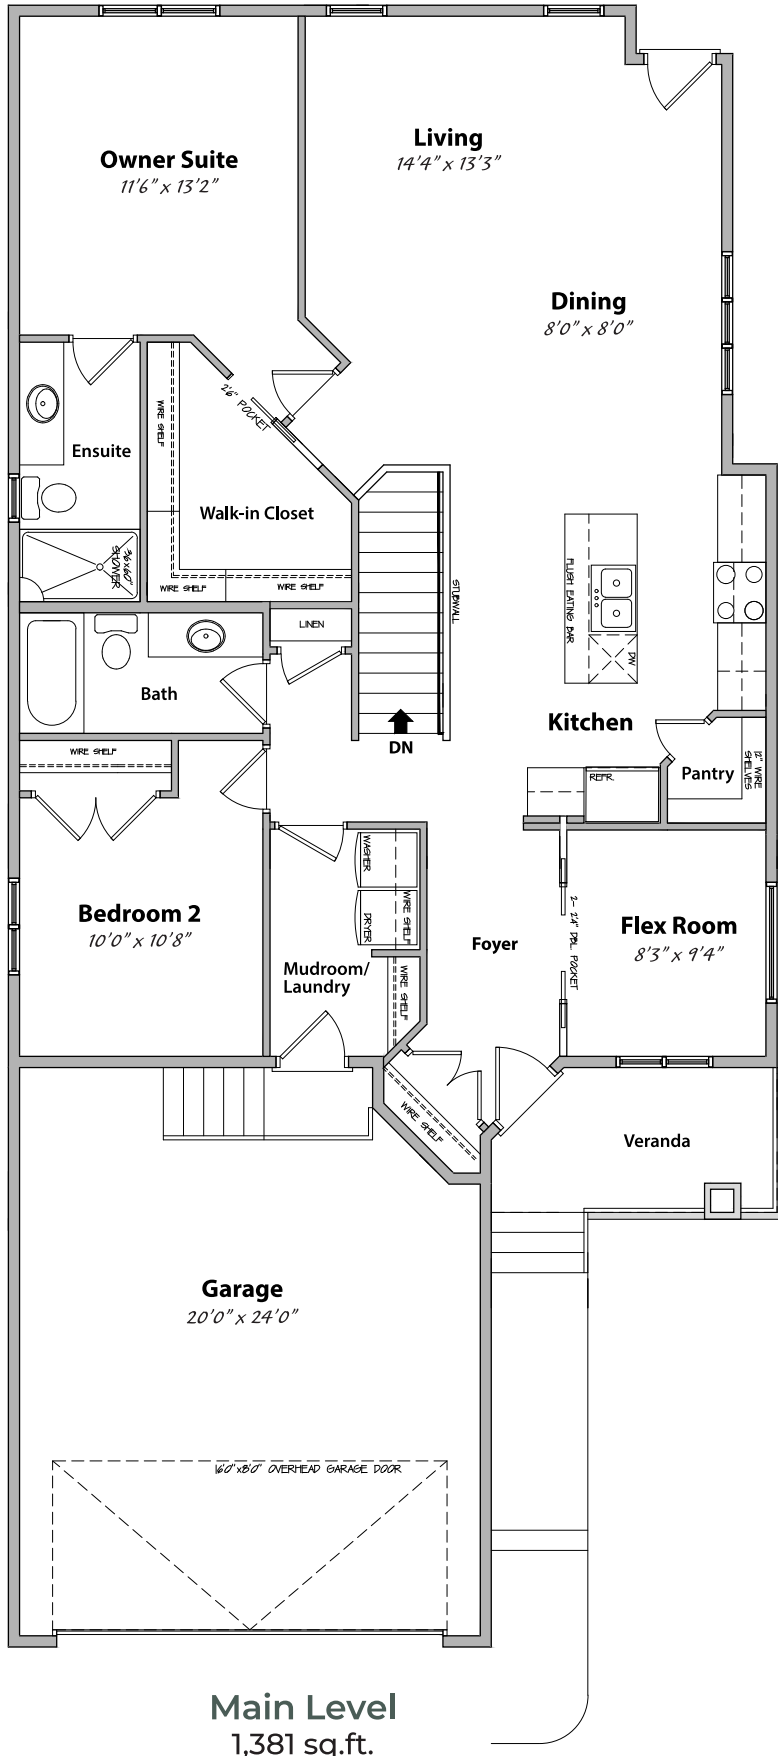 Living
14'4" x 13'3"
Owner Suite
11'6" x 13'2"
Dining
8'0" x 8'0"
2'6" POCKET
WIRE SHELF
Ensuite
Walk-in Closet
36x60"
SHOWER
WIRE SHELF
WIRE SHELF
STUBWALL
FLUSH EATING BAR
DW
LINEN
Bath
Kitchen
DN
WIRE SHELF
REFR.
Pantry
12" WIRE
SHELVES
WASHER
DRYER
WIRE SHELF
Bedroom 2
10'0" x 10'8"
Foyer
2- 2'4" DBL. POCKET
Flex Room
8'3" x 9'4"
Mudroom/
Laundry
WIRE SHELF
WIRE SHELF
Veranda
Garage
20'0" x 24'0"
16'0"x8'0" OVERHEAD GARAGE DOOR
Main Level
1,381 sq.ft.